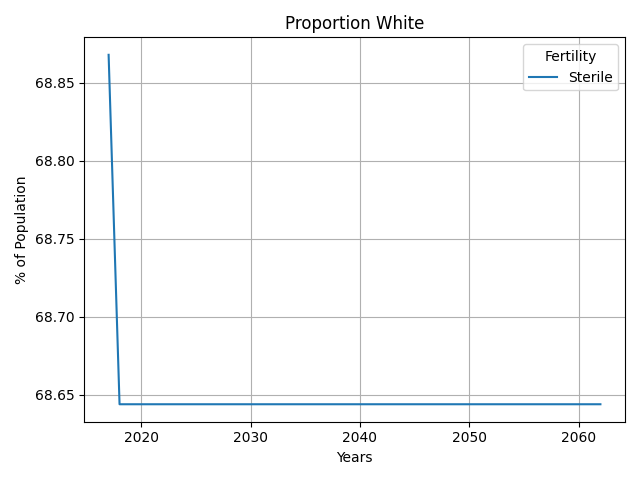 Proportion White
Fertility
Sterile
% of Population
68.85
68.80
68.75
68.70
68.65
2020 2030 2040 2050 2060
Years